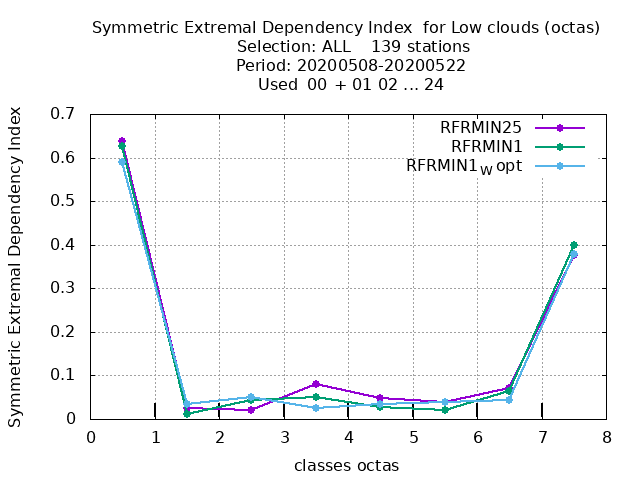 Symmetric Extremal Dependency Index for Low clouds (octas)
Selection: ALL 139 stations
Period: 20200508-20200522
Used 00 + 01 02 ... 24
Symmetric Extremal Dependency Index
0.7
0.6
0.5
0.4
0.3
0.2
0.1
0
RFRMIN25
RFRMIN1
RFRMIN1W opt
0 1 2 3 4 5 6 7 8
classes octas